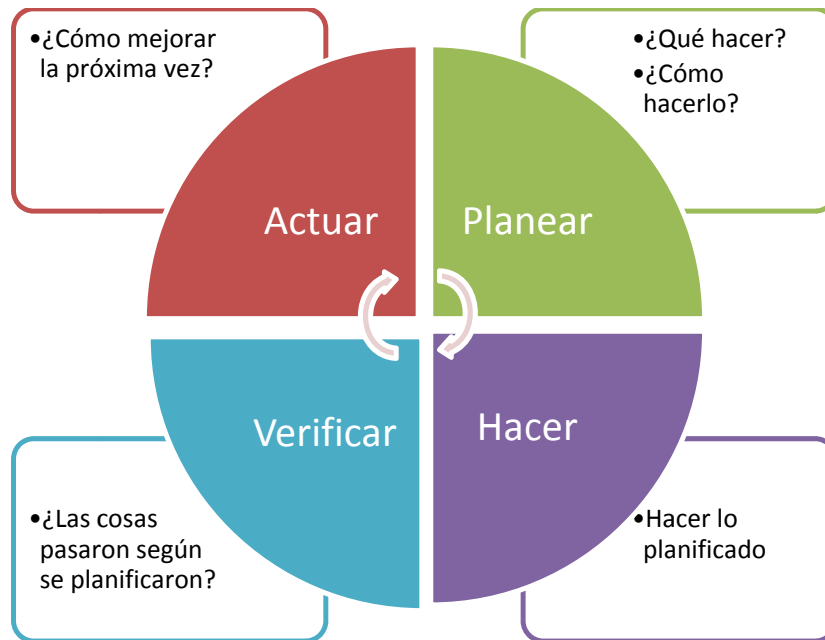 •¿Cómo mejorar
la próxima vez?
•¿Qué hacer?
•¿Cómo
hacerlo?
Actuar
Planear
Verificar
Hacer
•¿Las cosas
pasaron según
se planificaron?
•Hacer lo
planificado